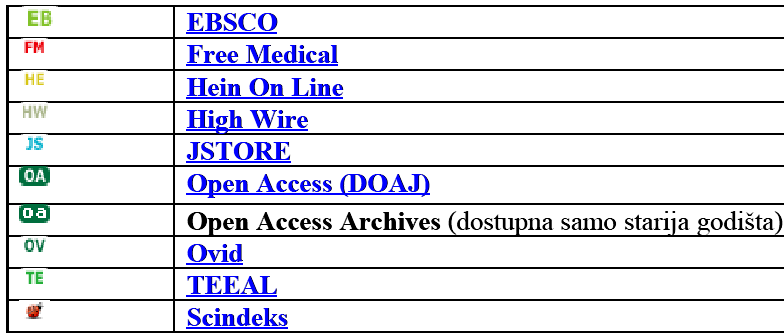 EB EBSCO
FM Free Medical
HE Hein On Line
HW High Wire
JS JSTORE
OA Open Access (DOAJ)
oa Open Access Archives (dostupna samo starija godišta)
OV Ovid
TE TEEAL
Scindeks